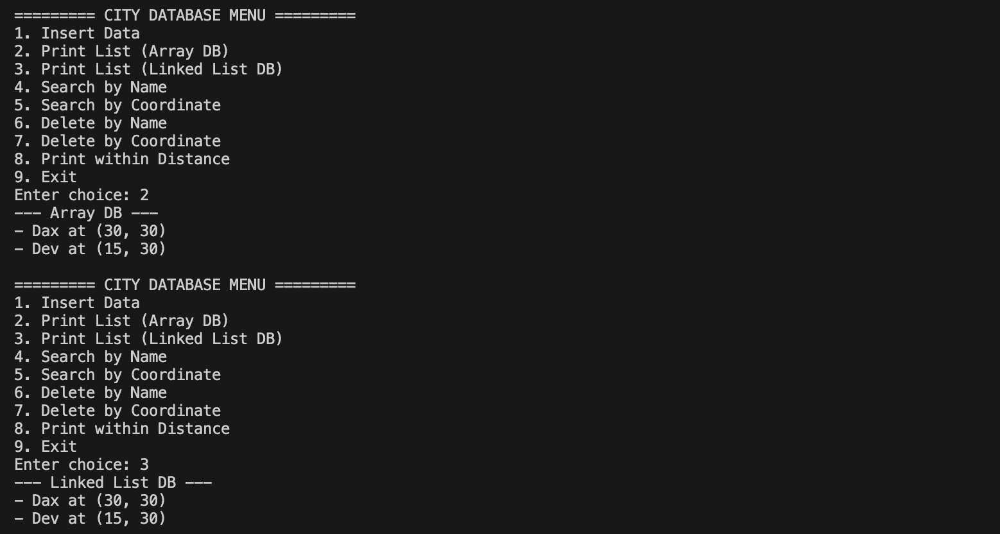 ========= CITY DATABASE MENU =========
1. Insert Data
2. Print List (Array DB)
3. Print List (Linked List DB)
4. Search by Name
5. Search by Coordinate
6. Delete by Name
7. Delete by Coordinate
8. Print within Distance
9. Exit
Enter choice: 2
--- Array DB ---
- Dax at (30, 30)
- Dev at (15, 30)

========= CITY DATABASE MENU =========
1. Insert Data
2. Print List (Array DB)
3. Print List (Linked List DB)
4. Search by Name
5. Search by Coordinate
6. Delete by Name
7. Delete by Coordinate
8. Print within Distance
9. Exit
Enter choice: 3
--- Linked List DB ---
- Dax at (30, 30)
- Dev at (15, 30)